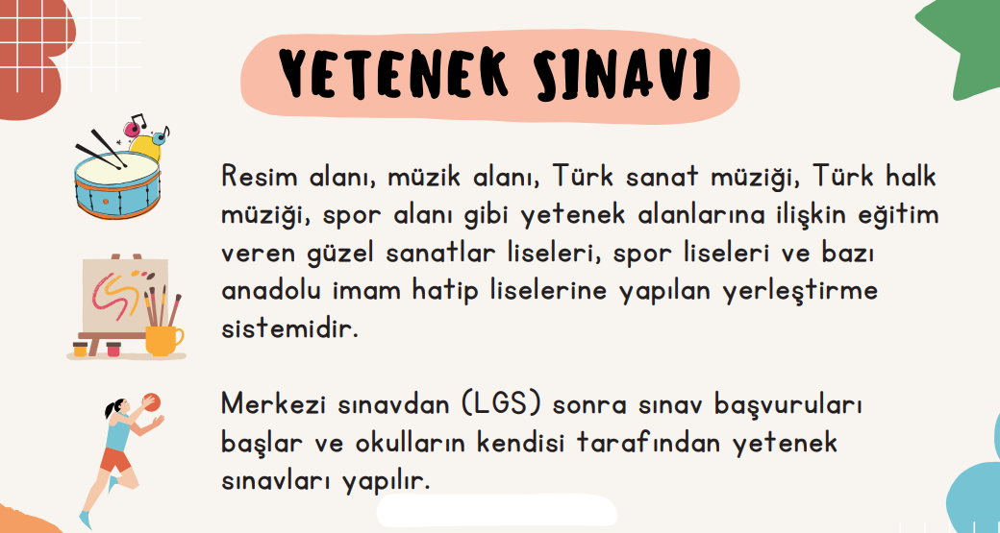 YETENEK SINAVI
Resim alanı, müzik alanı, Türk sanat müziği, Türk halk
müziği, spor alanı gibi yetenek alanlarına ilişkin eğitim
veren güzel sanatlar liseleri, spor liseleri ve bazı
anadolu imam hatip liselerine yapılan yerleştirme
sistemidir.
Merkezi sınavdan (LGS) sonra sınav başvuruları
başlar ve okulların kendisi tarafından yetenek
sınavları yapılır.